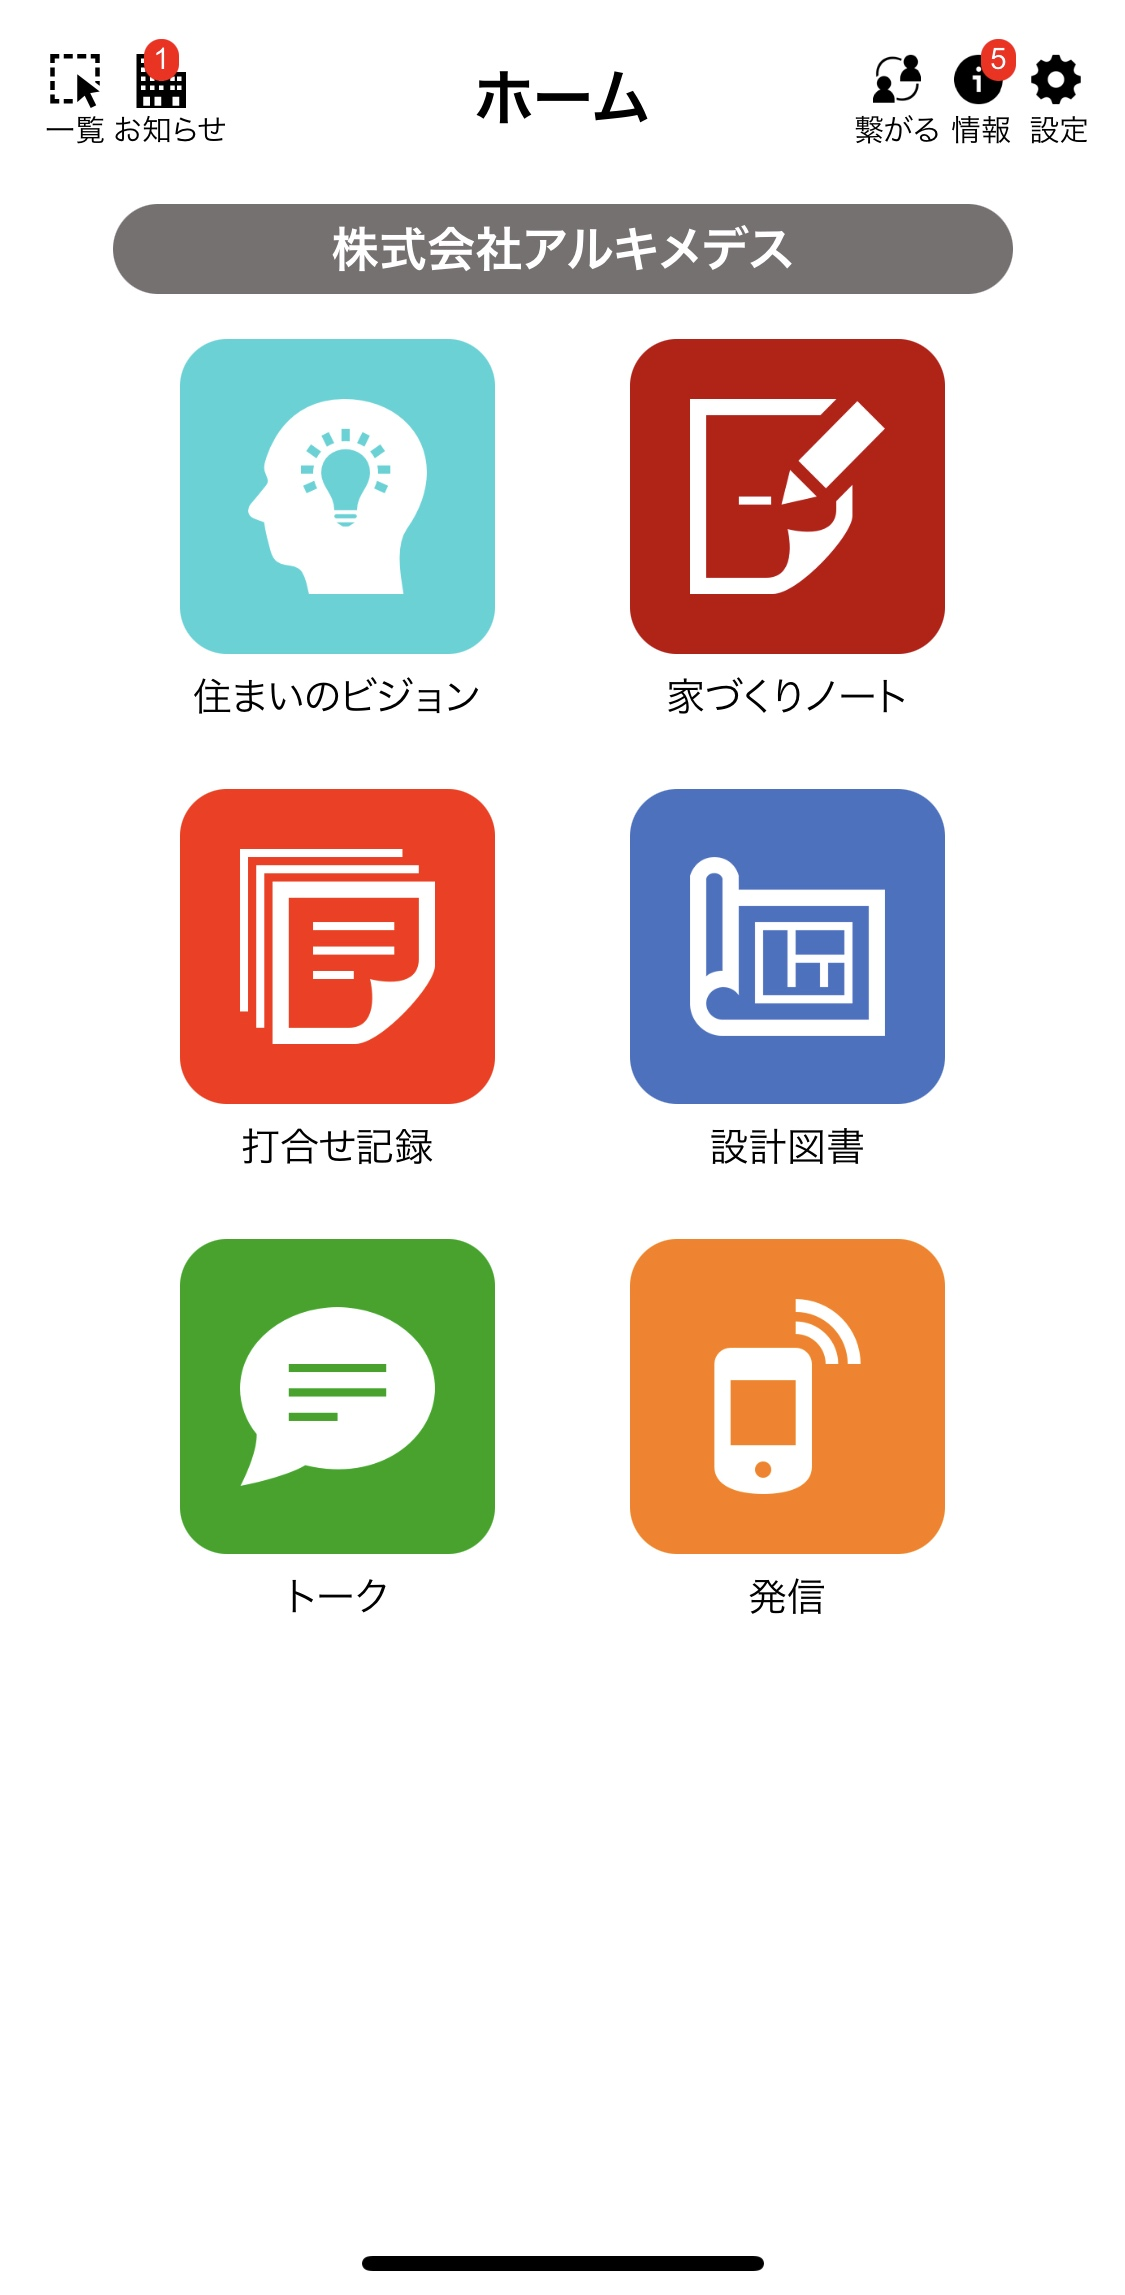 1
5
ホーム
一覧 お知らせ
繋がる 情報 設定
株式会社アルキメデス
住まいのビジョン
家づくりノート
打合せ記録
設計図書
トーク
発信